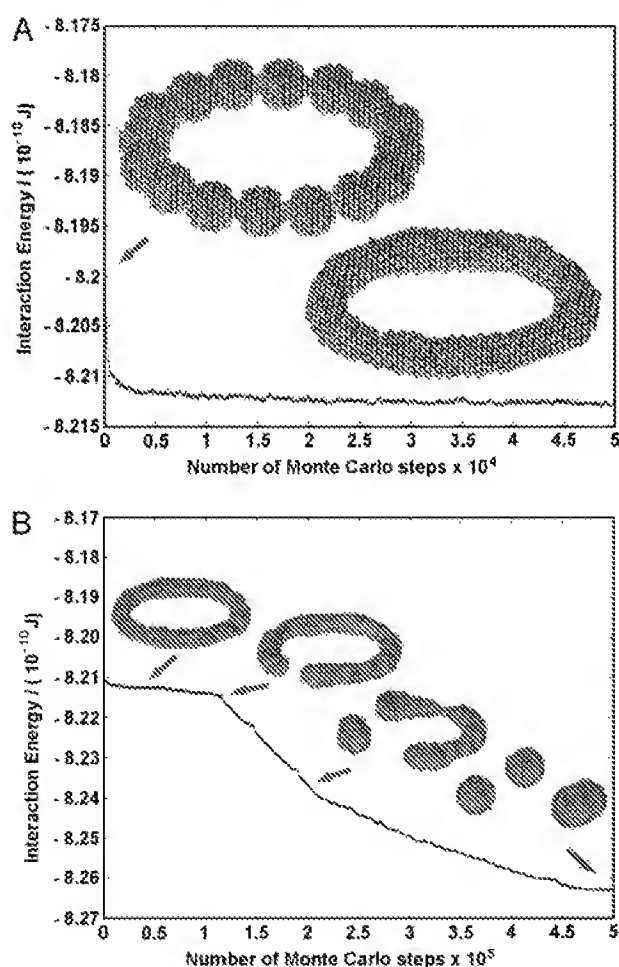 A
- 8.175
- 8.18
- 8.185
- 8.19
- 8.195
- 8.2
- 8.205
- 8.21
- 8.215
Interaction Energy / ( 10⁻¹⁰ J)
0 0.5 1 1.5 2 2.5 3 3.5 4 4.5 5
Number of Monte Carlo steps x 10⁴
B
- 8.17
- 8.18
- 8.19
- 8.20
- 8.21
- 8.22
- 8.23
- 8.24
- 8.25
- 8.26
- 8.27
Interaction Energy / ( 10⁻¹⁰ J)
0 0.5 1 1.5 2 2.5 3 3.5 4 4.5 5
Number of Monte Carlo steps x 10⁵